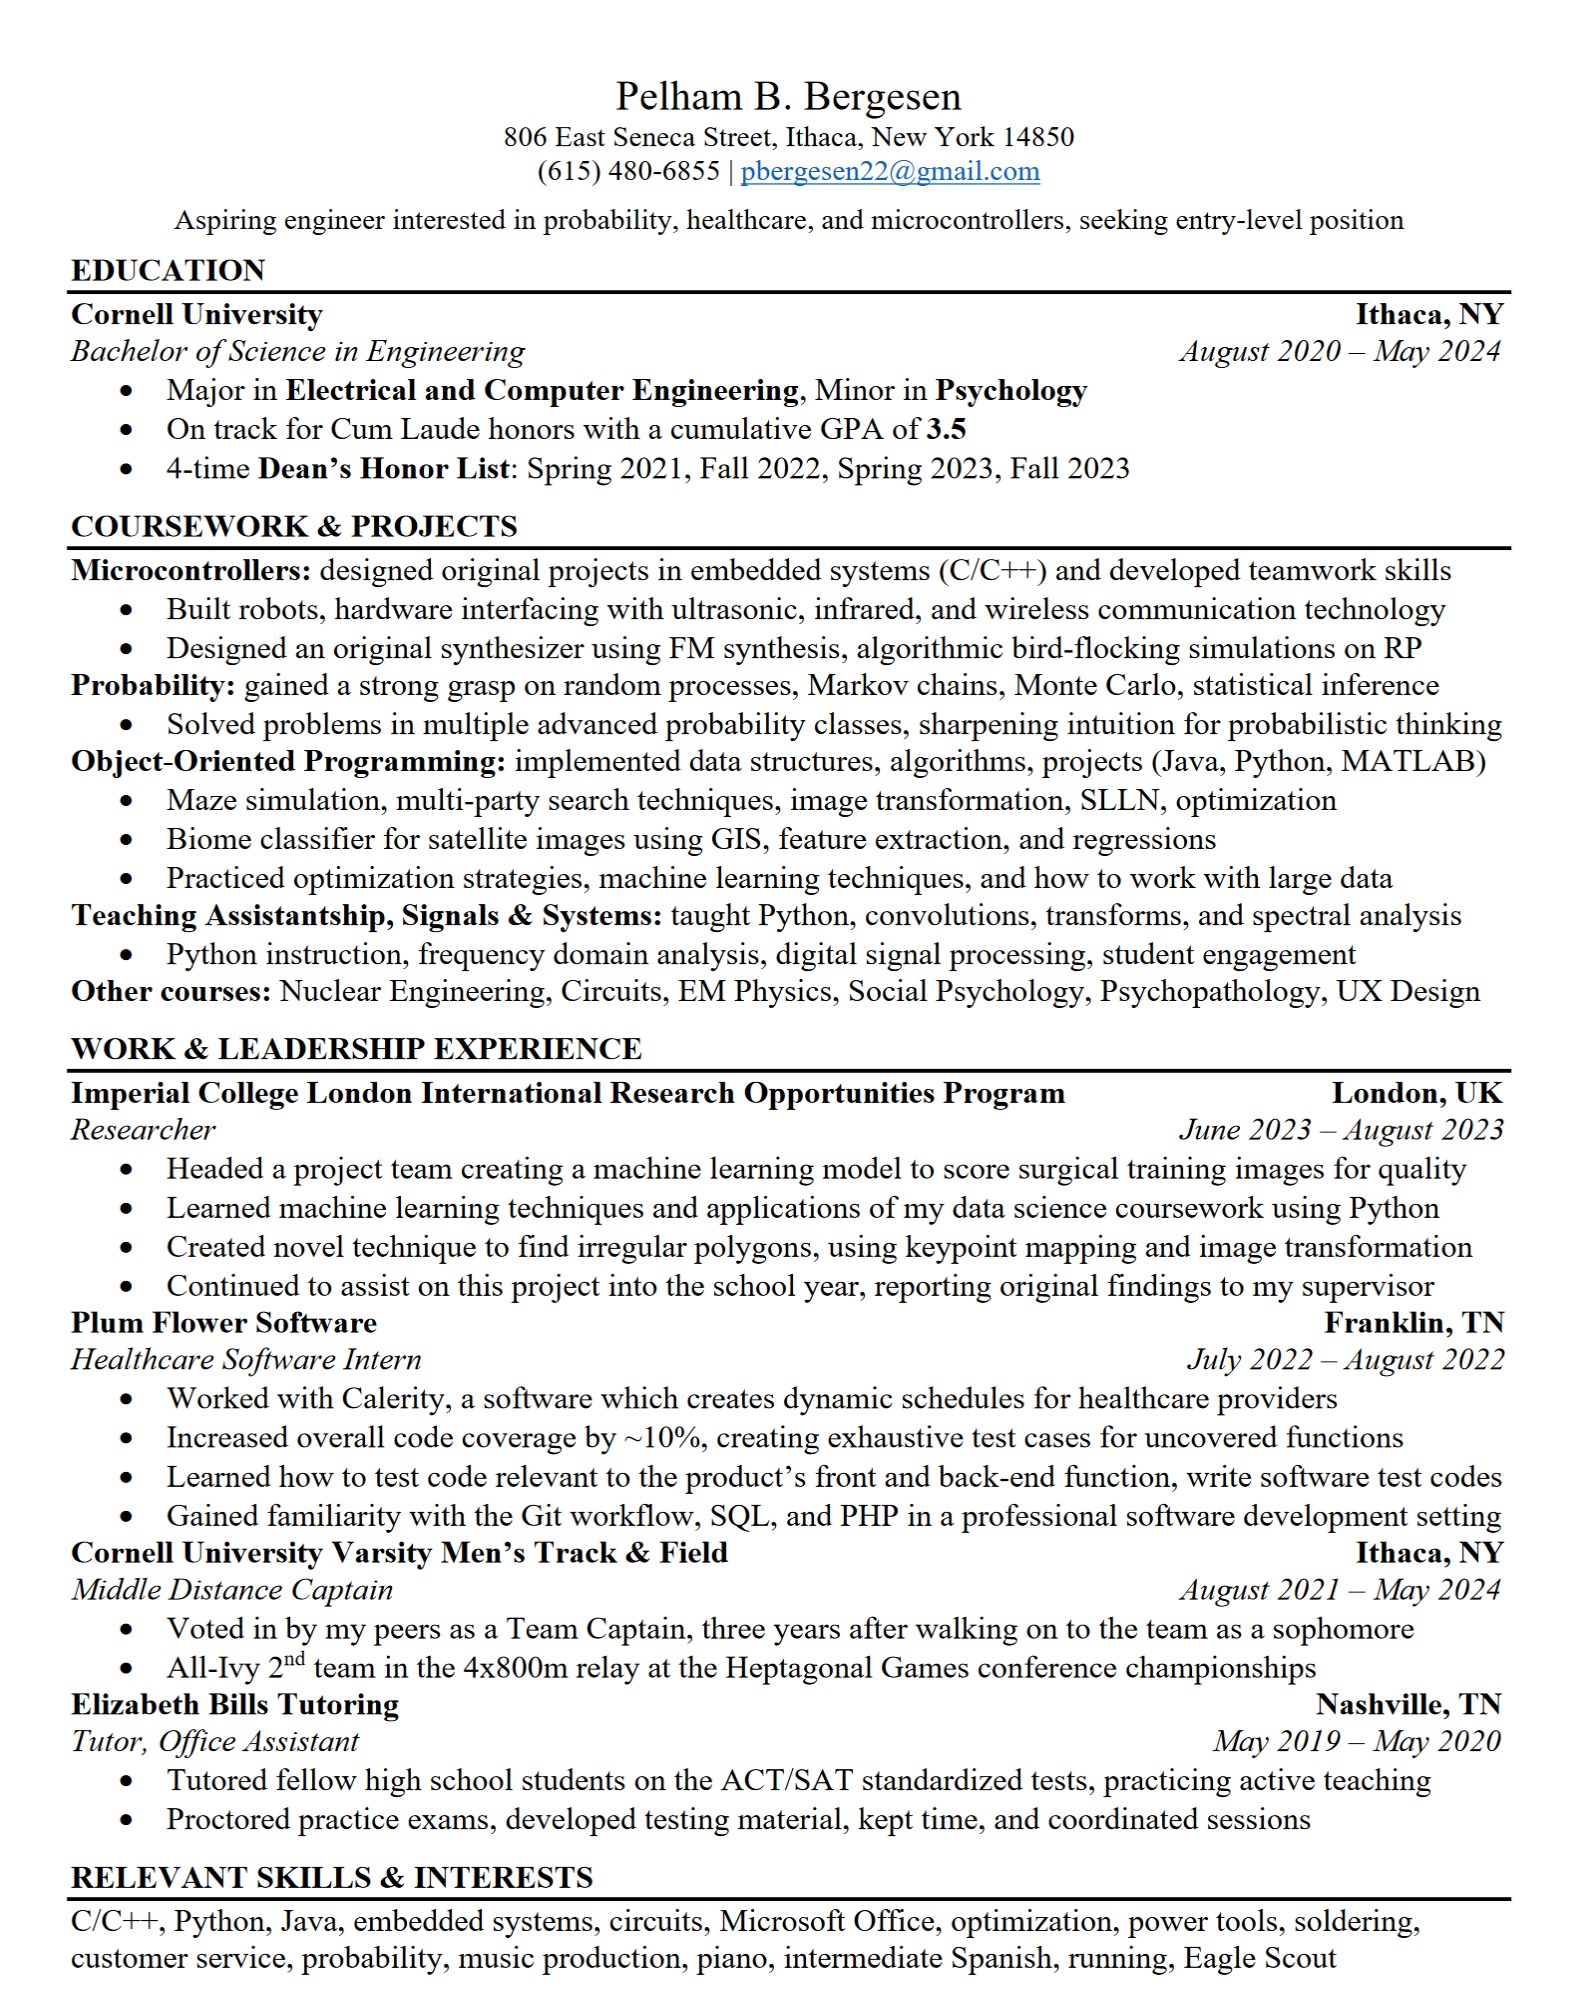 Pelham B. Bergesen
806 East Seneca Street, Ithaca, New York 14850
(615) 480-6855 | pbergesen22@gmail.com
Aspiring engineer interested in probability, healthcare, and microcontrollers, seeking entry-level position
EDUCATION
Cornell University Ithaca, NY
Bachelor of Science in Engineering August 2020 – May 2024
• Major in Electrical and Computer Engineering, Minor in Psychology
• On track for Cum Laude honors with a cumulative GPA of 3.5
• 4-time Dean’s Honor List: Spring 2021, Fall 2022, Spring 2023, Fall 2023
COURSEWORK & PROJECTS
Microcontrollers: designed original projects in embedded systems (C/C++) and developed teamwork skills
• Built robots, hardware interfacing with ultrasonic, infrared, and wireless communication technology
• Designed an original synthesizer using FM synthesis, algorithmic bird-flocking simulations on RP
Probability: gained a strong grasp on random processes, Markov chains, Monte Carlo, statistical inference
• Solved problems in multiple advanced probability classes, sharpening intuition for probabilistic thinking
Object-Oriented Programming: implemented data structures, algorithms, projects (Java, Python, MATLAB)
• Maze simulation, multi-party search techniques, image transformation, SLLN, optimization
• Biome classifier for satellite images using GIS, feature extraction, and regressions
• Practiced optimization strategies, machine learning techniques, and how to work with large data
Teaching Assistantship, Signals & Systems: taught Python, convolutions, transforms, and spectral analysis
• Python instruction, frequency domain analysis, digital signal processing, student engagement
Other courses: Nuclear Engineering, Circuits, EM Physics, Social Psychology, Psychopathology, UX Design
WORK & LEADERSHIP EXPERIENCE
Imperial College London International Research Opportunities Program London, UK
Researcher June 2023 – August 2023
• Headed a project team creating a machine learning model to score surgical training images for quality
• Learned machine learning techniques and applications of my data science coursework using Python
• Created novel technique to find irregular polygons, using keypoint mapping and image transformation
• Continued to assist on this project into the school year, reporting original findings to my supervisor
Plum Flower Software Franklin, TN
Healthcare Software Intern July 2022 – August 2022
• Worked with Calerity, a software which creates dynamic schedules for healthcare providers
• Increased overall code coverage by ~10%, creating exhaustive test cases for uncovered functions
• Learned how to test code relevant to the product’s front and back-end function, write software test codes
• Gained familiarity with the Git workflow, SQL, and PHP in a professional software development setting
Cornell University Varsity Men’s Track & Field Ithaca, NY
Middle Distance Captain August 2021 – May 2024
• Voted in by my peers as a Team Captain, three years after walking on to the team as a sophomore
• All-Ivy 2nd team in the 4x800m relay at the Heptagonal Games conference championships
Elizabeth Bills Tutoring Nashville, TN
Tutor, Office Assistant May 2019 – May 2020
• Tutored fellow high school students on the ACT/SAT standardized tests, practicing active teaching
• Proctored practice exams, developed testing material, kept time, and coordinated sessions
RELEVANT SKILLS & INTERESTS
C/C++, Python, Java, embedded systems, circuits, Microsoft Office, optimization, power tools, soldering,
customer service, probability, music production, piano, intermediate Spanish, running, Eagle Scout